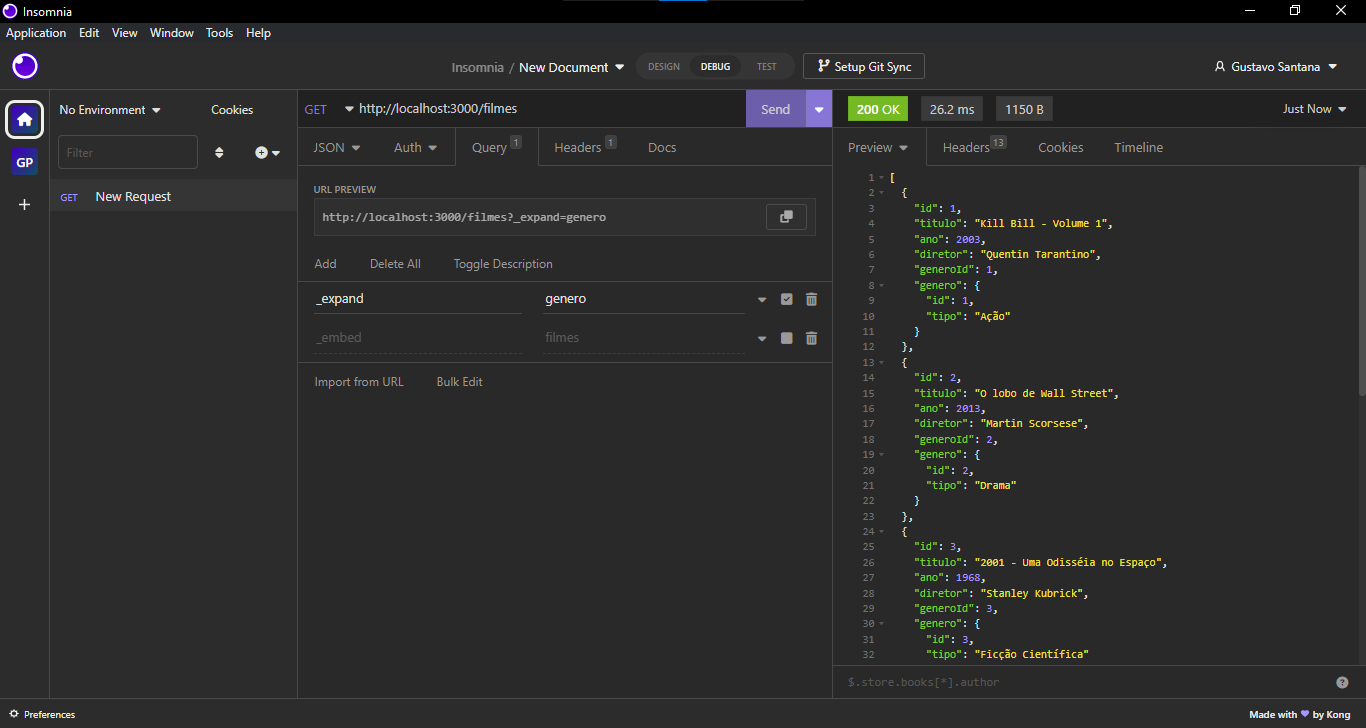 Insomnia
Application Edit View Window Tools Help
Insomnia / New Document DESIGN DEBUG TEST Setup Git Sync Gustavo Santana
No Environment Cookies
Filter
GP
GET New Request
GET http://localhost:3000/filmes Send
JSON Auth Query 1 Headers 1 Docs
URL PREVIEW
http://localhost:3000/filmes?_expand=genero
Add Delete All Toggle Description
_expand genero
_embed filmes
Import from URL Bulk Edit
200 OK 26.2 ms 1150 B Just Now
Preview Headers 13 Cookies Timeline
1 [
2 {
3 "id": 1,
4 "titulo": "Kill Bill - Volume 1",
5 "ano": 2003,
6 "diretor": "Quentin Tarantino",
7 "generoId": 1,
8 "genero": {
9 "id": 1,
10 "tipo": "Ação"
11 }
12 },
13 {
14 "id": 2,
15 "titulo": "O lobo de Wall Street",
16 "ano": 2013,
17 "diretor": "Martin Scorsese",
18 "generoId": 2,
19 "genero": {
20 "id": 2,
21 "tipo": "Drama"
22 }
23 },
24 {
25 "id": 3,
26 "titulo": "2001 - Uma Odisséia no Espaço",
27 "ano": 1968,
28 "diretor": "Stanley Kubrick",
29 "generoId": 3,
30 "genero": {
31 "id": 3,
32 "tipo": "Ficção Científica"
$.store.books[*].author
Preferences
Made with 💜 by Kong